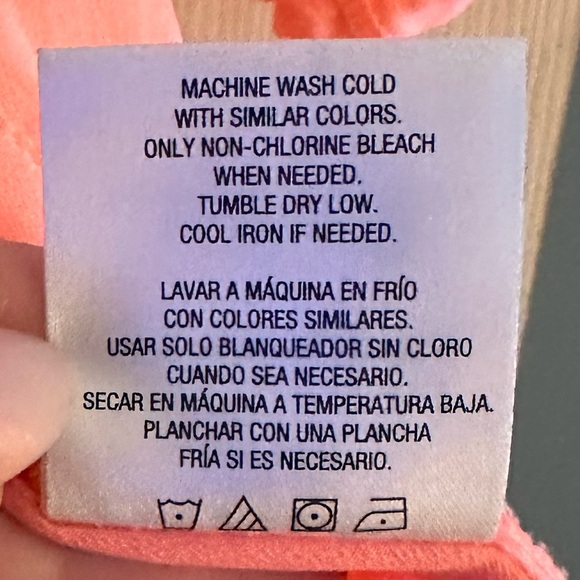 MACHINE WASH COLD
WITH SIMILAR COLORS.
ONLY NON-CHLORINE BLEACH
WHEN NEEDED.
TUMBLE DRY LOW.
COOL IRON IF NEEDED.
LAVAR A MÁQUINA EN FRÍO
CON COLORES SIMILARES.
USAR SOLO BLANQUEADOR SIN CLORO
CUANDO SEA NECESARIO.
SECAR EN MÁQUINA A TEMPERATURA BAJA.
PLANCHAR CON UNA PLANCHA
FRÍA SI ES NECESARIO.